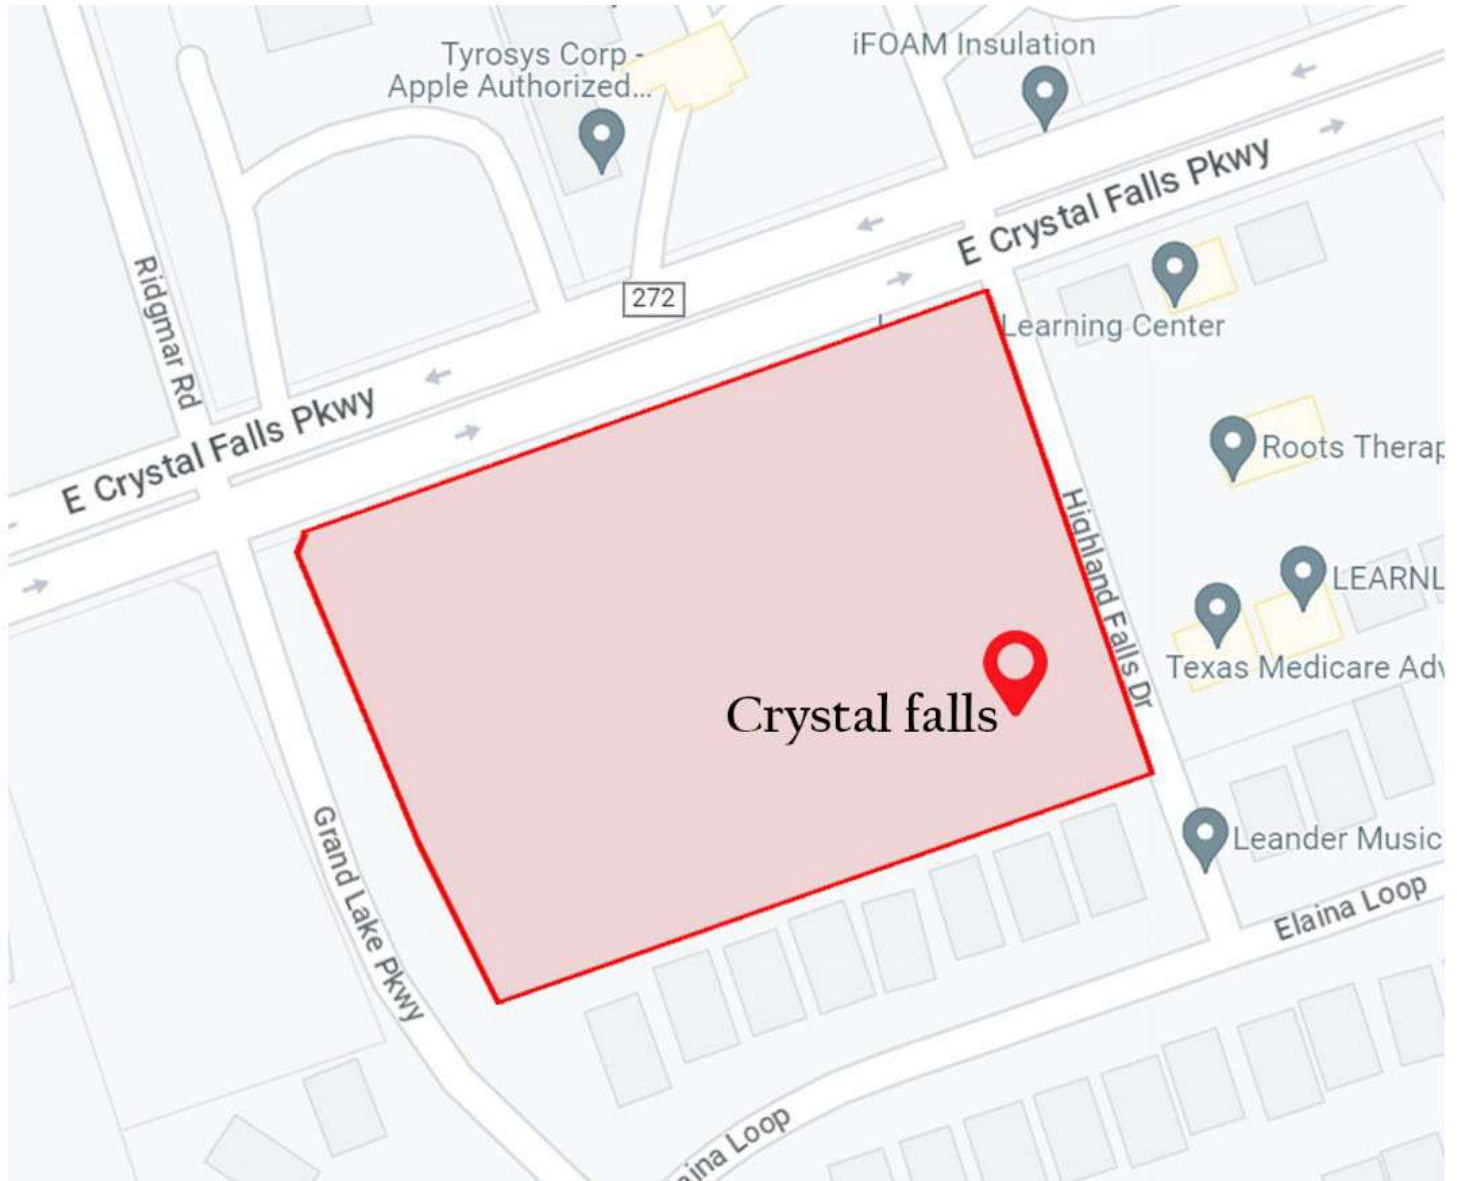 Tyrosys Corp -
Apple Authorized...
iFOAM Insulation
E Crystal Falls Pkwy
Ridgmar Rd
272
Learning Center
E Crystal Falls Pkwy
Roots Therap
Highland Falls Dr
LEARNL
Texas Medicare Adv
Crystal falls
Grand Lake Pkwy
Leander Music
Elaina Loop
aina Loop